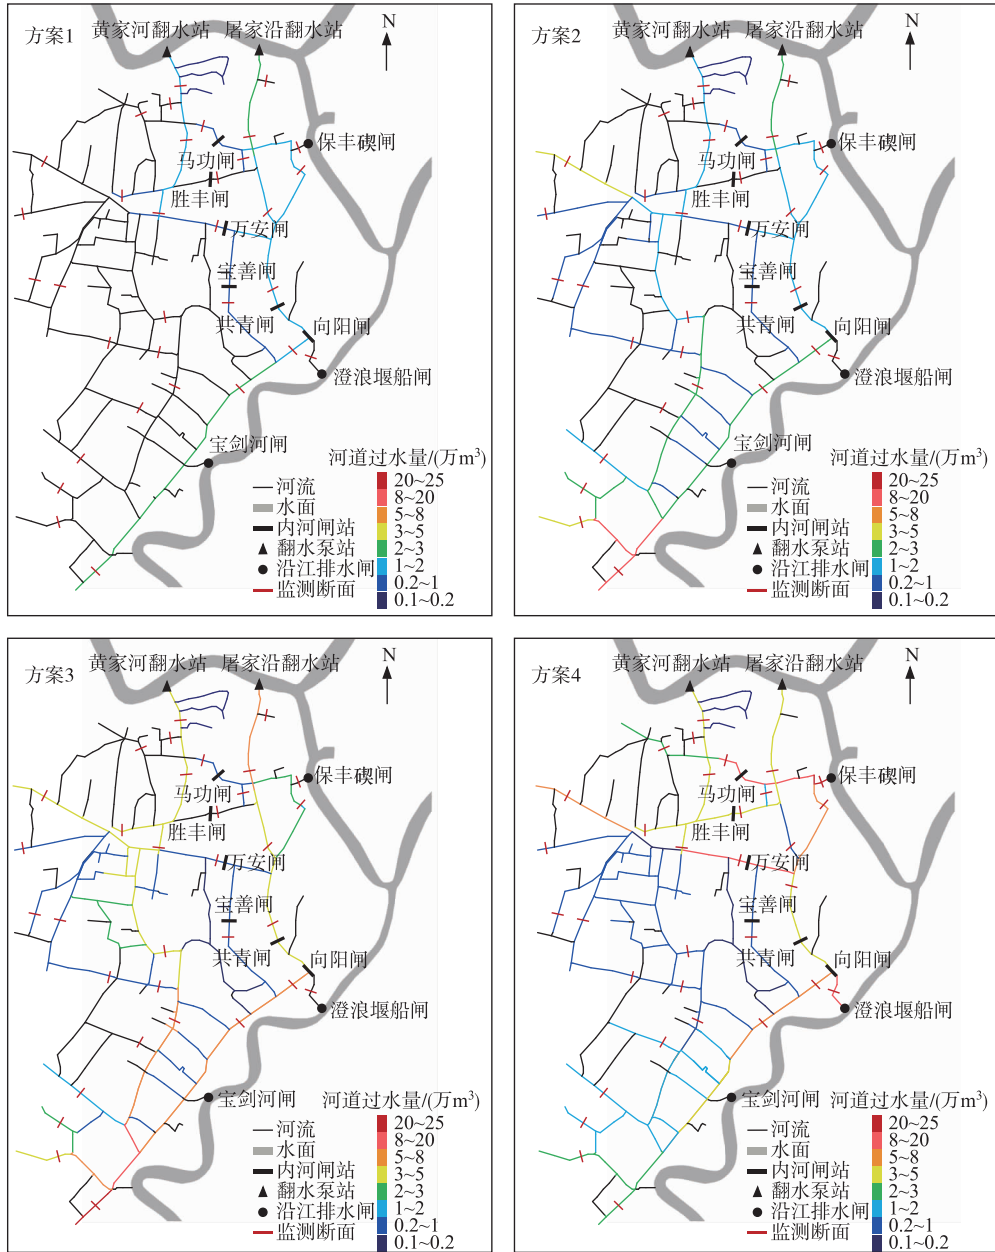 方案1
黄家河翻水站
屠家沿翻水站
N
保丰碶闸
马功闸
胜丰闸
万安闸
宝善闸
共青闸
向阳闸
澄浪堰船闸
宝剑河闸
河道过水量/(万m³)
河流
水面
内河闸站
翻水泵站
沿江排水闸
监测断面
20~25
8~20
5~8
3~5
2~3
1~2
0.2~1
0.1~0.2
方案2
黄家河翻水站
屠家沿翻水站
N
保丰碶闸
马功闸
胜丰闸
万安闸
宝善闸
共青闸
向阳闸
澄浪堰船闸
宝剑河闸
河道过水量/(万m³)
河流
水面
内河闸站
翻水泵站
沿江排水闸
监测断面
20~25
8~20
5~8
3~5
2~3
1~2
0.2~1
0.1~0.2
方案3
黄家河翻水站
屠家沿翻水站
N
保丰碶闸
马功闸
胜丰闸
万安闸
宝善闸
共青闸
向阳闸
澄浪堰船闸
宝剑河闸
河道过水量/(万m³)
河流
水面
内河闸站
翻水泵站
沿江排水闸
监测断面
20~25
8~20
5~8
3~5
2~3
1~2
0.2~1
0.1~0.2
方案4
黄家河翻水站
屠家沿翻水站
N
保丰碶闸
马功闸
胜丰闸
万安闸
宝善闸
共青闸
向阳闸
澄浪堰船闸
宝剑河闸
河道过水量/(万m³)
河流
水面
内河闸站
翻水泵站
沿江排水闸
监测断面
20~25
8~20
5~8
3~5
2~3
1~2
0.2~1
0.1~0.2